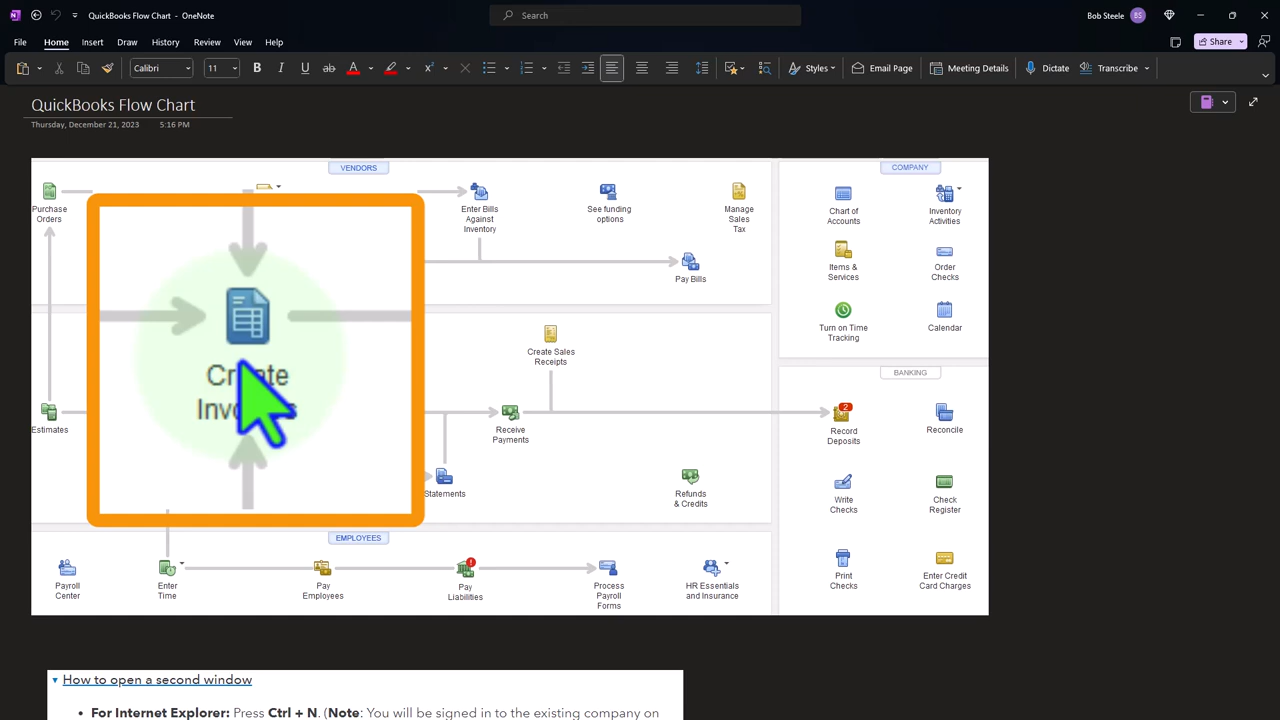 QuickBooks Flow Chart - OneNote
Search
Bob Steele
BS
File Home Insert Draw History Review View Help
Share
Calibri 11 B I U ab A x Styles Email Page Meeting Details Dictate Transcribe
QuickBooks Flow Chart
Thursday, December 21, 2023 5:16 PM
VENDORS
COMPANY
Purchase
Orders
Enter Bills
Against
Inventory
See funding
options
Manage
Sales
Tax
Chart of
Accounts
Inventory
Activities
Pay Bills
Items &
Services
Order
Checks
Turn on Time
Tracking
Calendar
Create
Invoices
Create Sales
Receipts
BANKING
Estimates
Receive
Payments
2
Record
Deposits
Reconcile
Statements
Refunds
& Credits
Write
Checks
Check
Register
EMPLOYEES
Payroll
Center
Enter
Time
Pay
Employees
Pay
Liabilities
Process
Payroll
Forms
HR Essentials
and Insurance
Print
Checks
Enter Credit
Card Charges
How to open a second window
• For Internet Explorer: Press Ctrl + N. (Note: You will be signed in to the existing company on